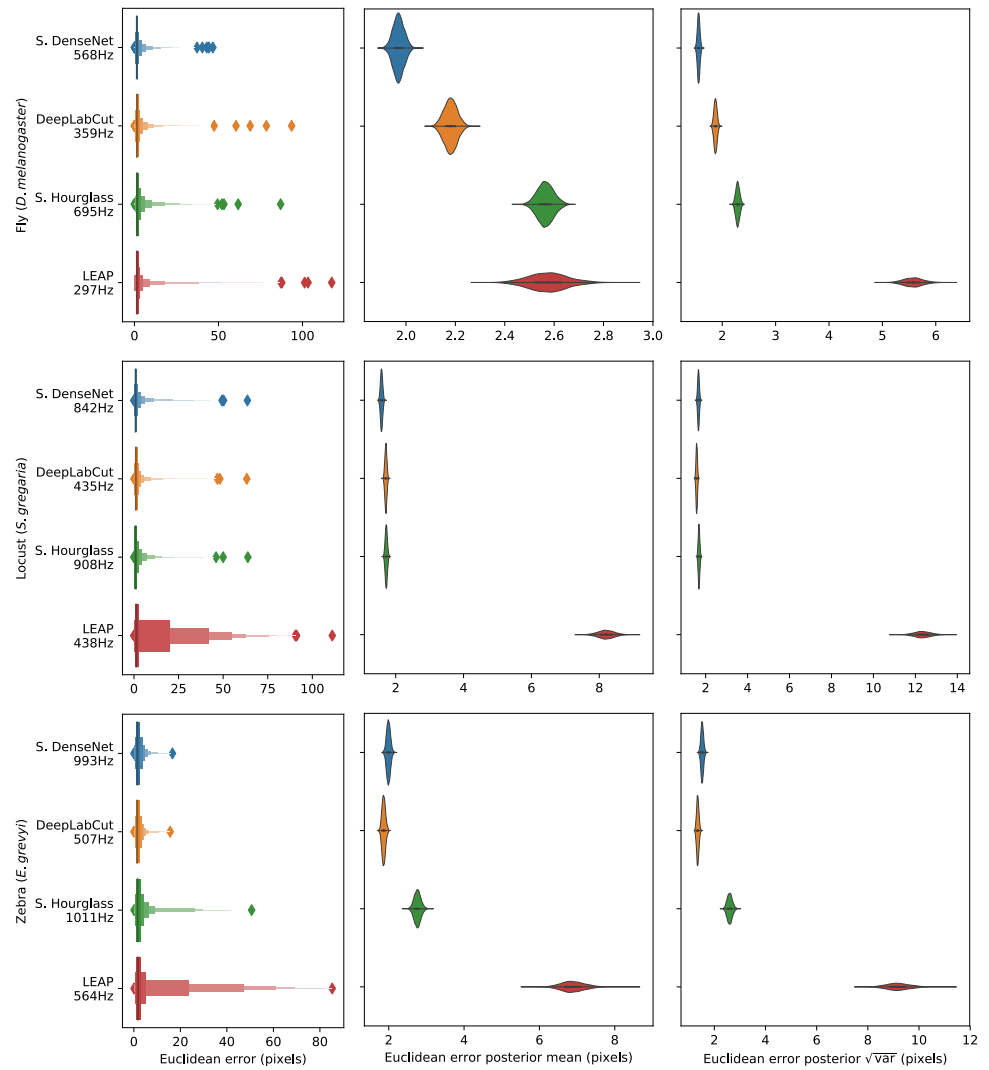 Fly (D. melanogaster)
S. DenseNet
568Hz
DeepLabCut
359Hz
S. Hourglass
695Hz
LEAP
297Hz
0 50 100
2.0 2.2 2.4 2.6 2.8 3.0
2 3 4 5 6
Locust (S. gregaria)
S. DenseNet
842Hz
DeepLabCut
435Hz
S. Hourglass
908Hz
LEAP
438Hz
0 25 50 75 100
2 4 6 8
2 4 6 8 10 12 14
Zebra (E. grevyi)
S. DenseNet
993Hz
DeepLabCut
507Hz
S. Hourglass
1011Hz
LEAP
564Hz
0 20 40 60 80
2 4 6 8
2 4 6 8 10 12
Euclidean error (pixels)
Euclidean error posterior mean (pixels)
Euclidean error posterior √var (pixels)